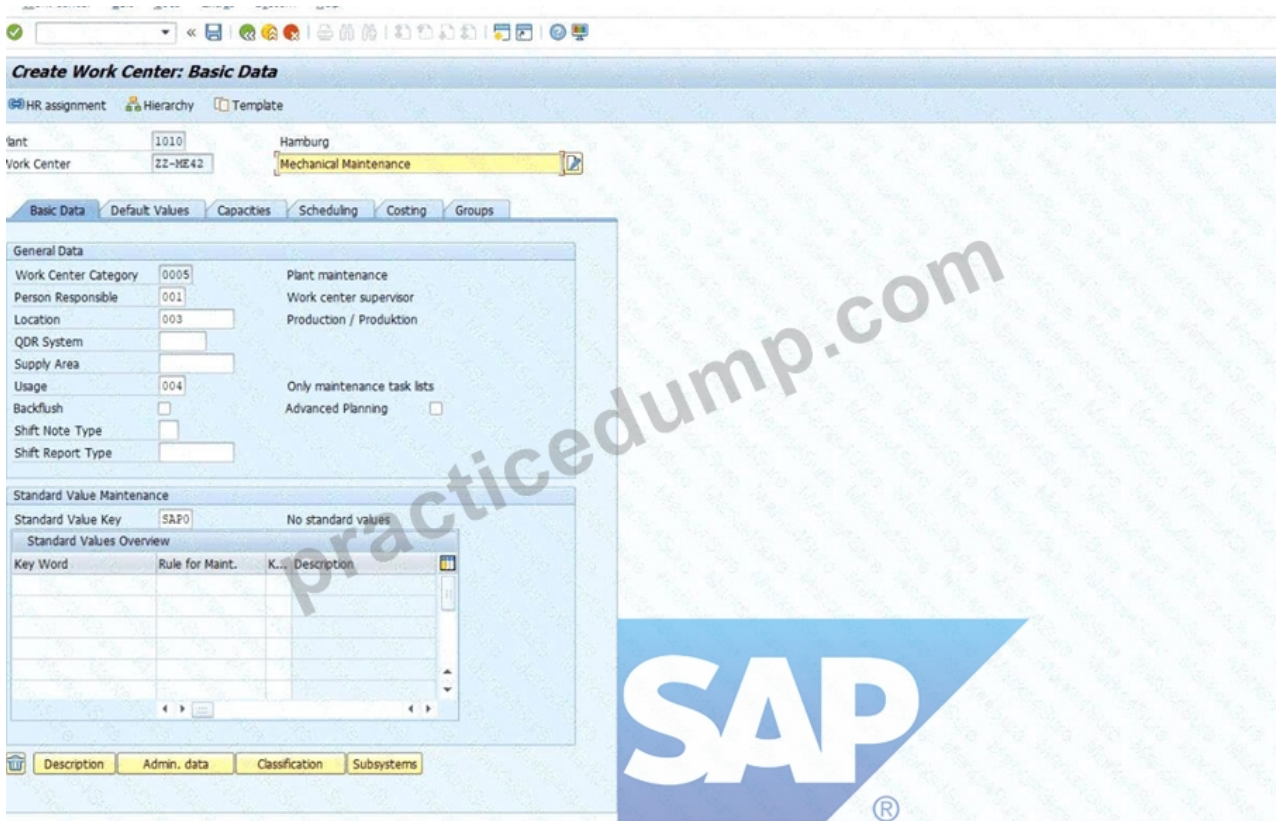 Create Work Center: Basic Data
HR assignment Hierarchy Template
lant 1010 Hamburg
Work Center ZZ-ME42 Mechanical Maintenance
Basic Data Default Values Capacities Scheduling Costing Groups
General Data
Work Center Category 0005 Plant maintenance
Person Responsible 001 Work center supervisor
Location 003 Production / Produktion
QDR System
Supply Area
Usage 004 Only maintenance task lists
Backflush Advanced Planning
Shift Note Type
Shift Report Type
Standard Value Maintenance
Standard Value Key SAP0 No standard values
Standard Values Overview
Key Word Rule for Maint. K... Description
Description Admin. data Classification Subsystems
practicedump.com
SAP
®